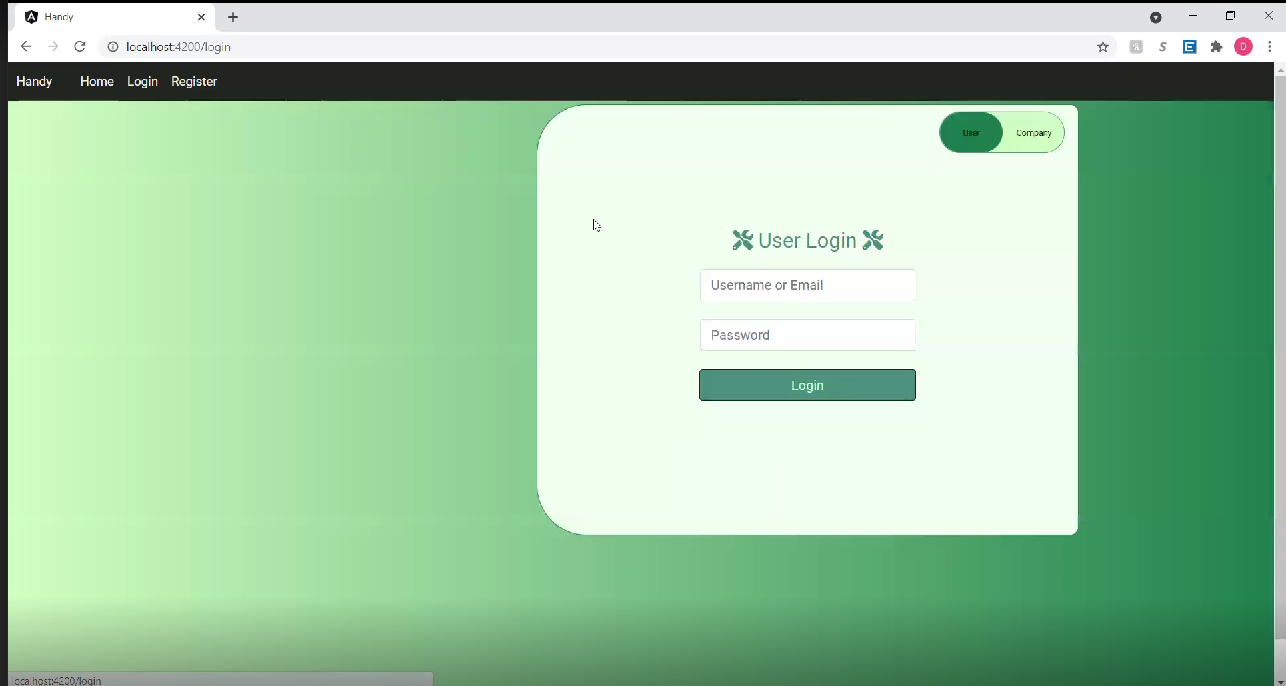 Handy
localhost:4200/login
D
Handy Home Login Register
User Company
User Login
Username or Email
Password
Login
ocalhost:4200/login